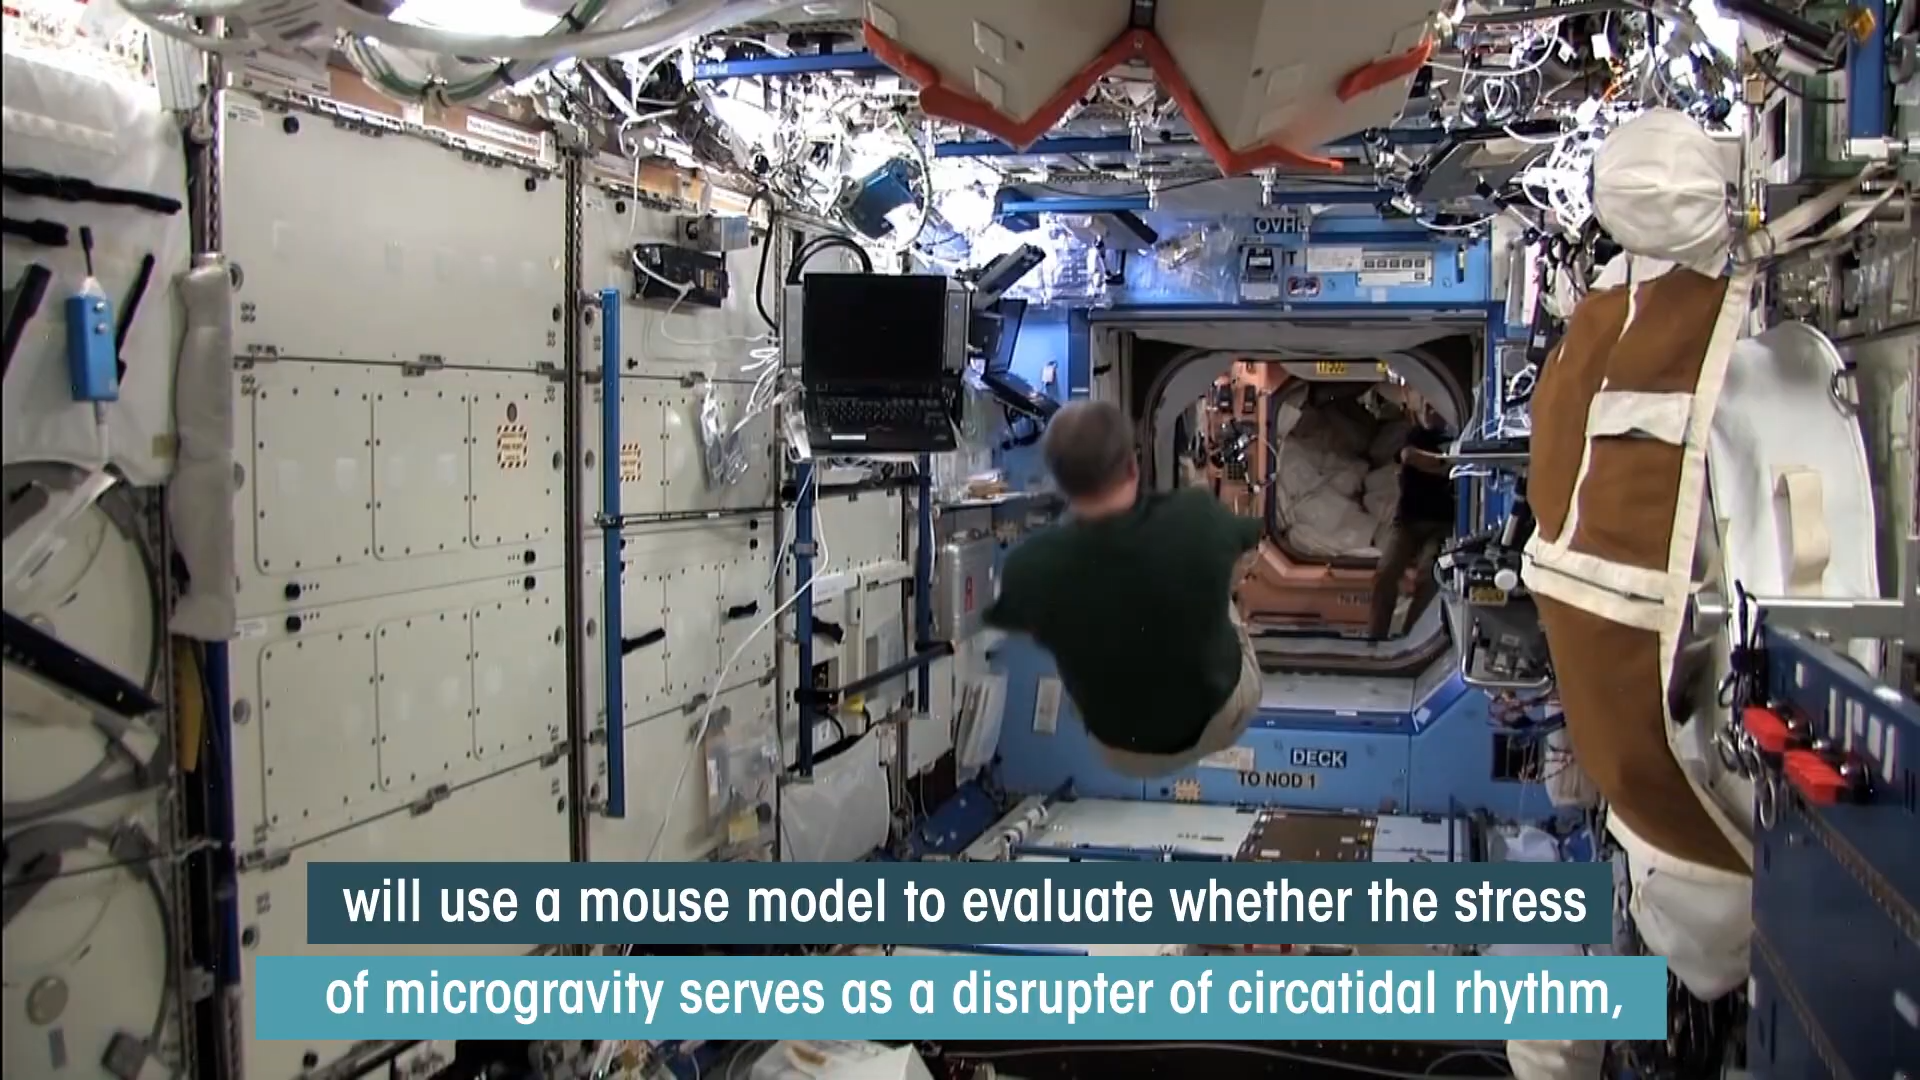 OVHD
DECK
TO NOD 1
will use a mouse model to evaluate whether the stress
of microgravity serves as a disrupter of circatidal rhythm,